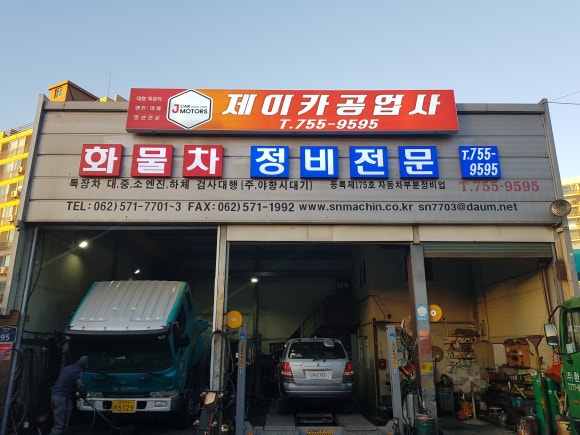 제이카공업사
J CAR MOTORS
T.755-9595
화물차 정비전문
T.755-9595
특장차 대.중.소엔진.하체 검사대행 (주.야항시대기) 등록제175호 자동차부분정비업 T.755-9595
TEL:062)571-7701~3 FAX:062)571-1992 www.snmachin.co.kr sn7703@daum.net
6129
95